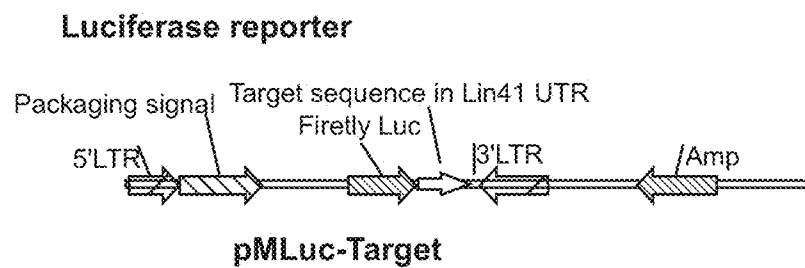 Luciferase reporter
Target sequence in Lin41 UTR
Packaging signal
Firetly Luc
5'LTR
3'LTR
Amp
pMLuc-Target